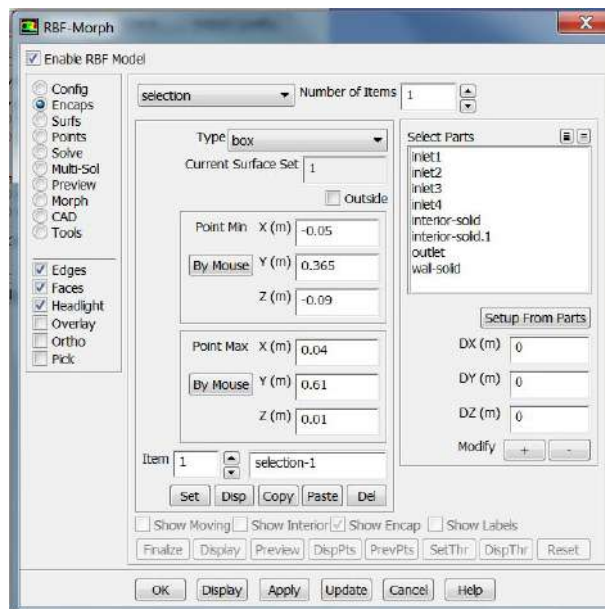 RBF-Morph
Enable RBF Model
Config
Encaps
Surfs
Points
Solve
Multi-Sol
Preview
Morph
CAD
Tools
Edges
Faces
Headlight
Overlay
Ortho
Pick
selection
Number of Items 1
Type box
Current Surface Set 1
Outside
Point Min X (m) -0.05
By Mouse Y (m) 0.365
Z (m) -0.09
Point Max X (m) 0.04
By Mouse Y (m) 0.61
Z (m) 0.01
Item 1 selection-1
Set Disp Copy Paste Del
Select Parts
inlet1
inlet2
inlet3
inlet4
interior-solid
interior-solid.1
outlet
wall-solid
Setup From Parts
DX (m) 0
DY (m) 0
DZ (m) 0
Modify + -
Show Moving Show Interior Show Encap Show Labels
Finalize Display Preview DispPts PrevPts SetThr DispThr Reset
OK Display Apply Update Cancel Help